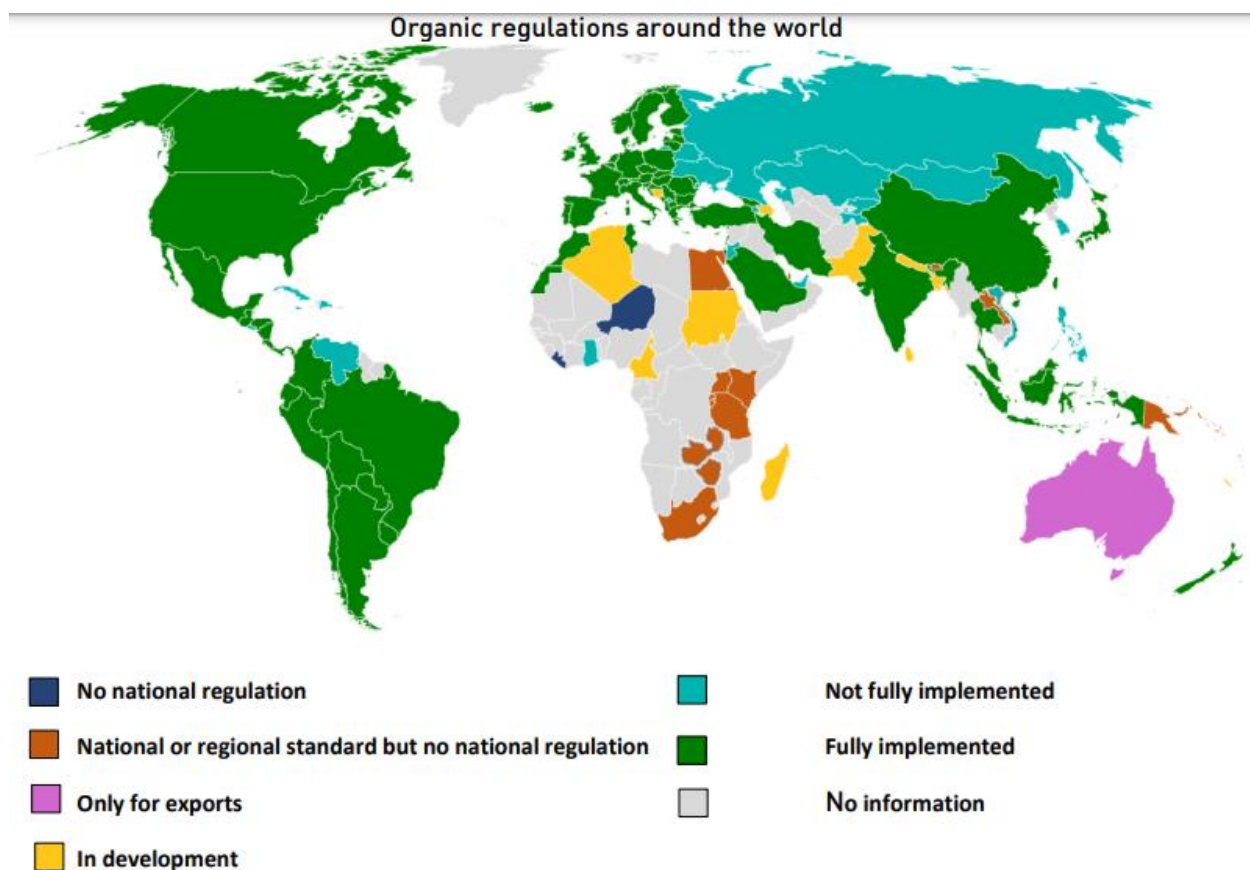 Organic regulations around the world
No national regulation
National or regional standard but no national regulation
Only for exports
In development
Not fully implemented
Fully implemented
No information